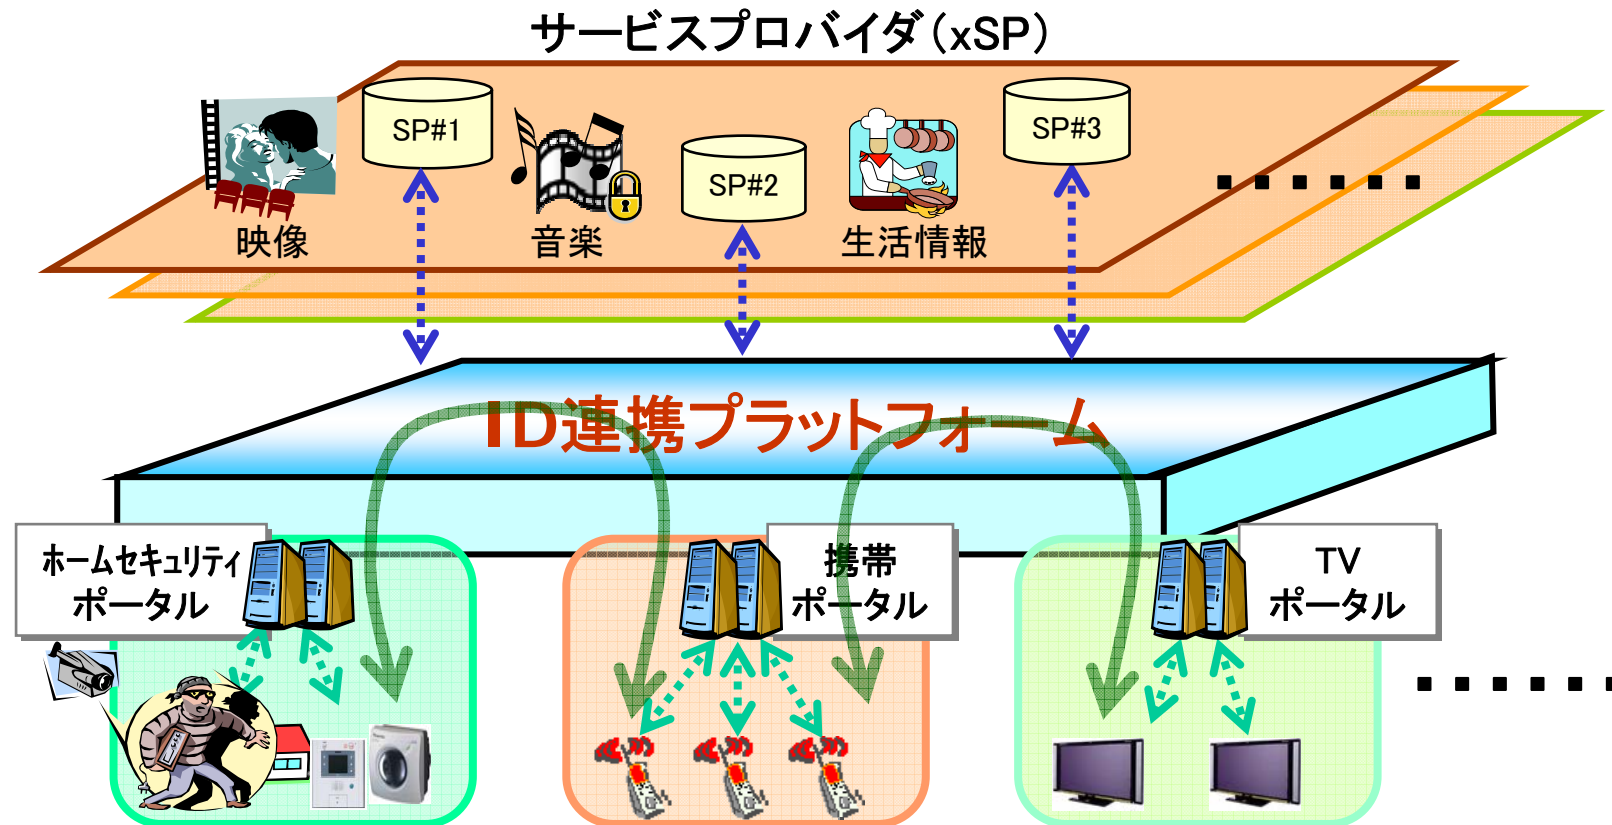 サービスプロバイダ（xSP）
SP#1
SP#2
SP#3
映像
音楽
生活情報
ID連携プラットフォーム
ホームセキュリティ
ポータル
携帯
ポータル
TV
ポータル